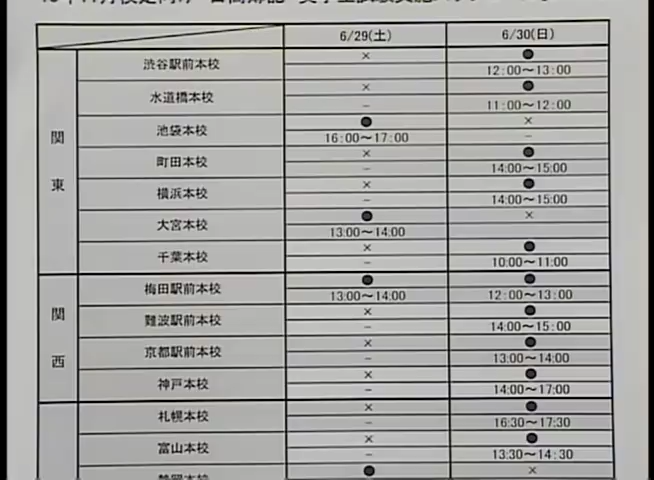 6/29(土) 6/30(日)
関東
渋谷駅前本校 × ●
12:00～13:00
水道橋本校 × ●
- 11:00～12:00
池袋本校 ● ×
16:00～17:00 -
町田本校 × ●
- 14:00～15:00
横浜本校 × ●
- 14:00～15:00
大宮本校 ● ×
13:00～14:00
千葉本校 × ●
- 10:00～11:00
関西
梅田駅前本校 ● ●
13:00～14:00 12:00～13:00
難波駅前本校 × ●
- 14:00～15:00
京都駅前本校 × ●
- 13:00～14:00
神戸本校 × ●
- 14:00～17:00
札幌本校 × ●
- 16:30～17:30
富山本校 × ●
- 13:30～14:30
● ×